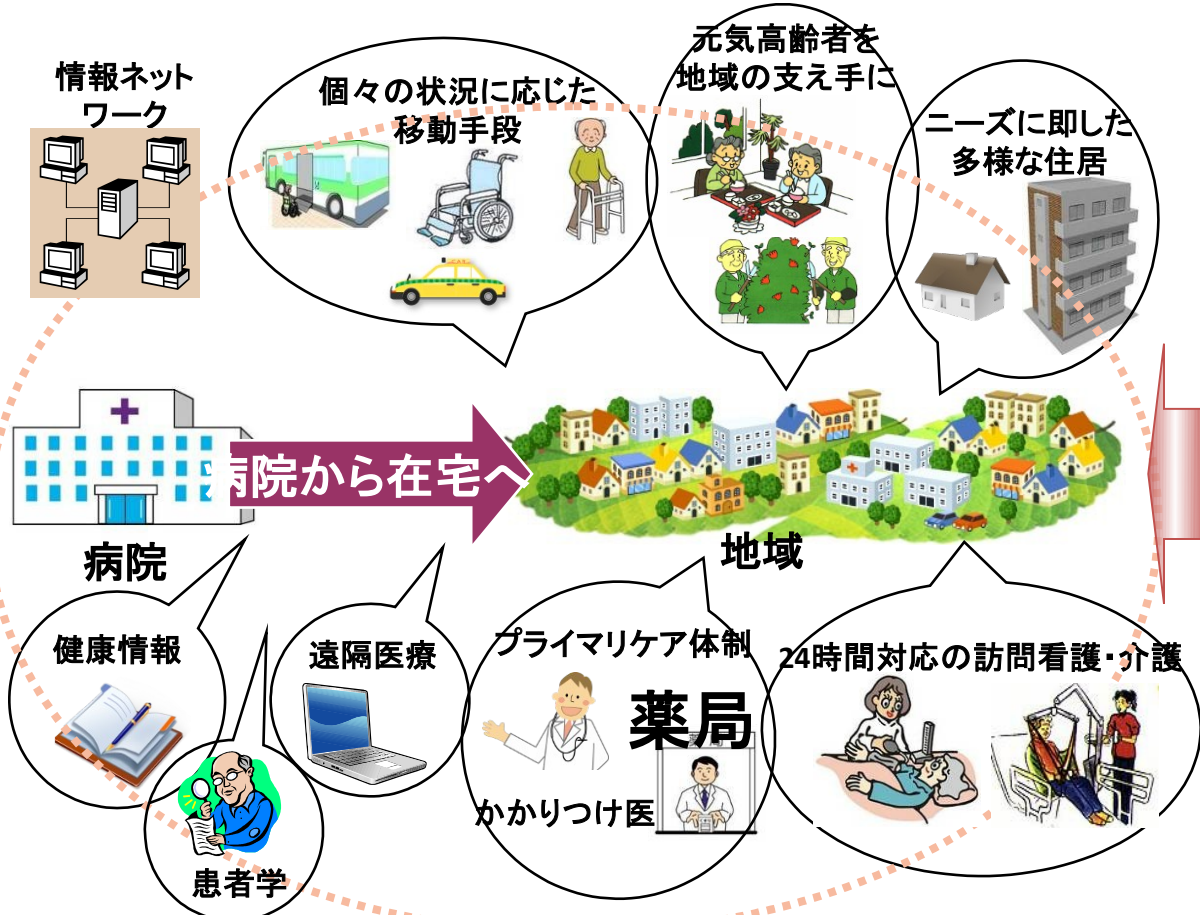 情報ネット
ワーク
個々の状況に応じた
移動手段
元気高齢者を
地域の支え手に
ニーズに即した
多様な住居
病院から在宅へ
病院
地域
健康情報
遠隔医療
患者学
プライマリケア体制
薬局
かかりつけ医
24時間対応の訪問看護・介護